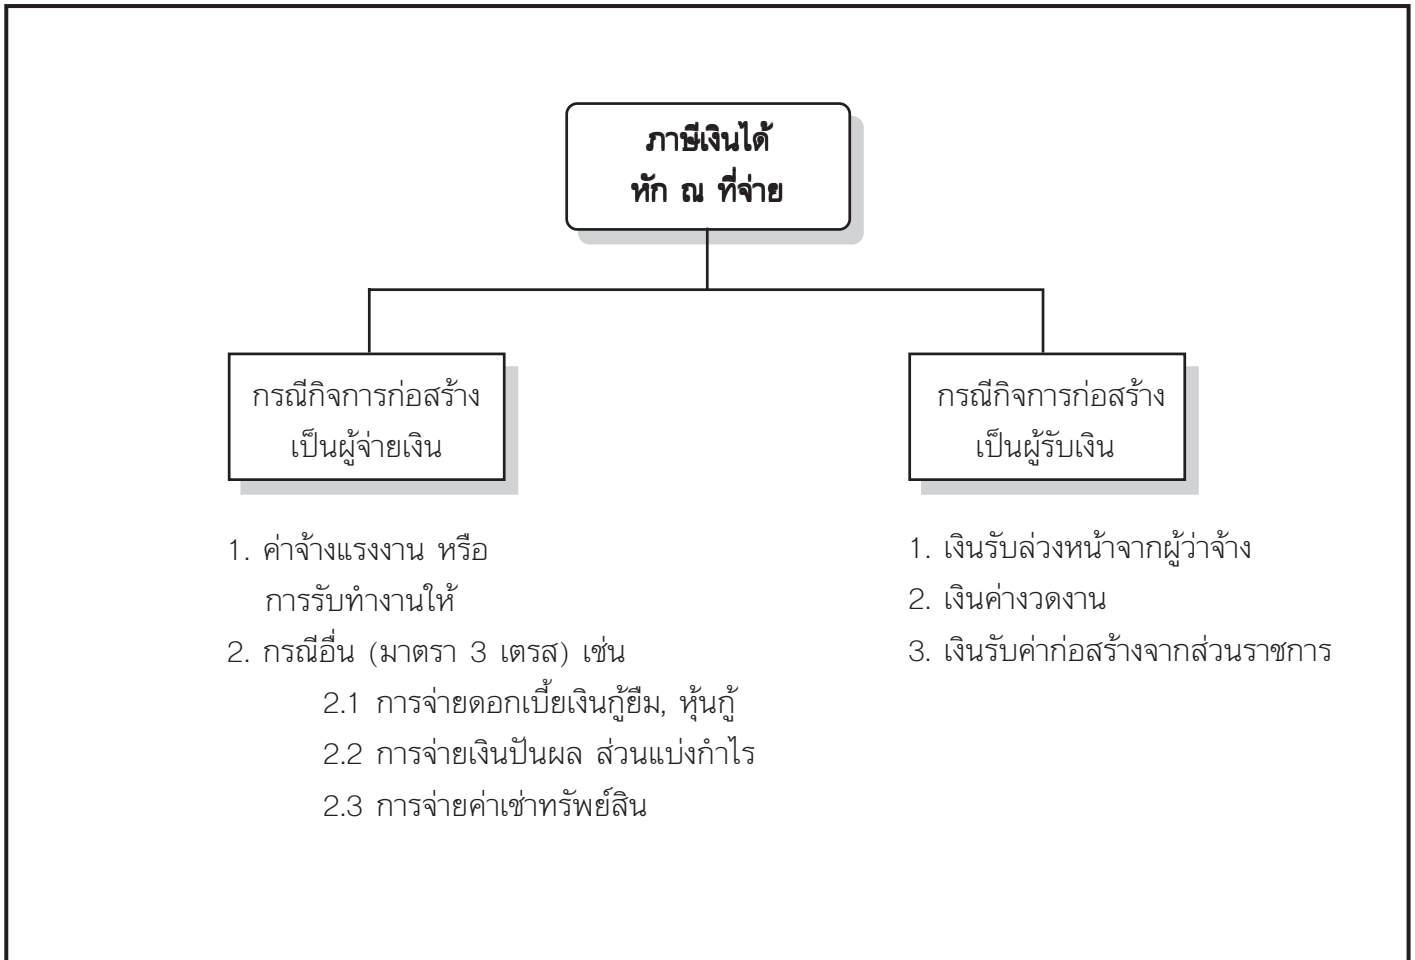 ภาษีเงินได้
หัก ณ ที่จ่าย
กรณีกิจการก่อสร้าง
เป็นผู้จ่ายเงิน
1. ค่าจ้างแรงงาน หรือ
การรับทำงานให้
2. กรณีอื่น (มาตรา 3 เตรส) เช่น
2.1 การจ่ายดอกเบี้ยเงินกู้ยืม, หุ้นกู้
2.2 การจ่ายเงินปันผล ส่วนแบ่งกำไร
2.3 การจ่ายค่าเช่าทรัพย์สิน
กรณีกิจการก่อสร้าง
เป็นผู้รับเงิน
1. เงินรับล่วงหน้าจากผู้ว่าจ้าง
2. เงินค่างวดงาน
3. เงินรับค่าก่อสร้างจากส่วนราชการ